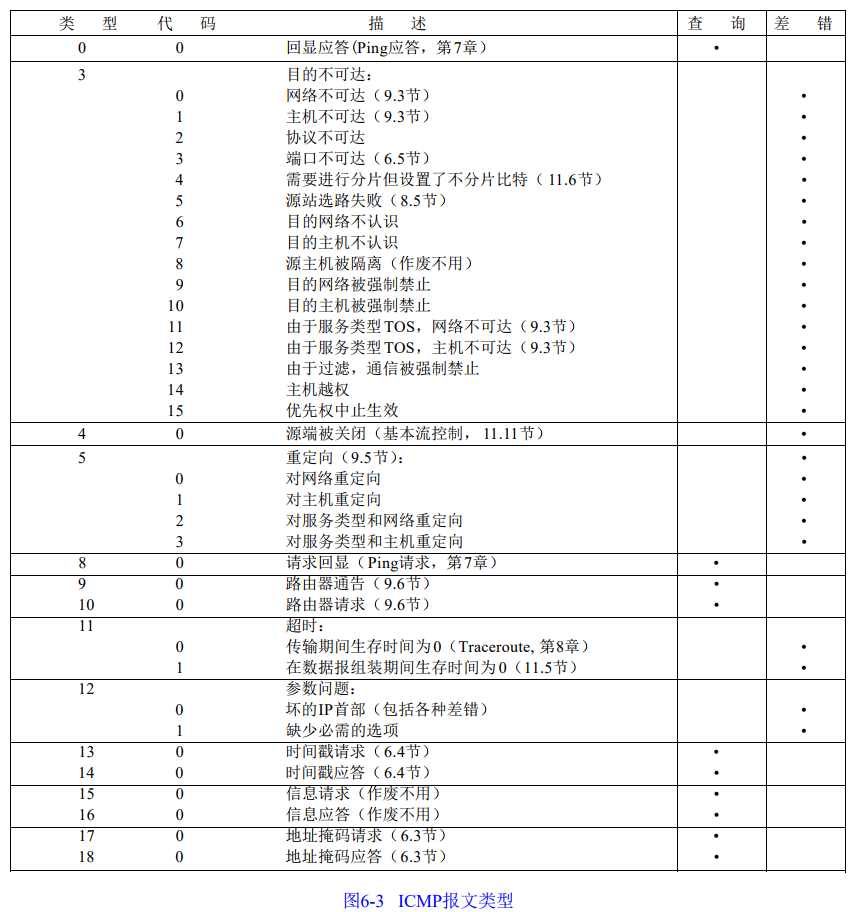 类 型 代 码 描 述 查 询 差 错
0 0 回显应答(Ping应答，第7章） •
3 目的不可达：
0 网络不可达（9.3节） •
1 主机不可达（9.3节） •
2 协议不可达 •
3 端口不可达（6.5节） •
4 需要进行分片但设置了不分片比特（11.6节） •
5 源站选路失败（8.5节） •
6 目的网络不认识 •
7 目的主机不认识 •
8 源主机被隔离（作废不用） •
9 目的网络被强制禁止 •
10 目的主机被强制禁止 •
11 由于服务类型TOS，网络不可达（9.3节） •
12 由于服务类型TOS，主机不可达（9.3节） •
13 由于过滤，通信被强制禁止 •
14 主机越权 •
15 优先权中止生效 •
4 0 源端被关闭（基本流控制，11.11节） •
5 重定向（9.5节）： •
0 对网络重定向 •
1 对主机重定向 •
2 对服务类型和网络重定向 •
3 对服务类型和主机重定向 •
8 0 请求回显（Ping请求，第7章） •
9 0 路由器通告（9.6节） •
10 0 路由器请求（9.6节） •
11 超时：
0 传输期间生存时间为0（Traceroute, 第8章） •
1 在数据报组装期间生存时间为0（11.5节） •
12 参数问题：
0 坏的IP首部（包括各种差错） •
1 缺少必需的选项 •
13 0 时间戳请求（6.4节） •
14 0 时间戳应答（6.4节） •
15 0 信息请求（作废不用） •
16 0 信息应答（作废不用） •
17 0 地址掩码请求（6.3节） •
18 0 地址掩码应答（6.3节） •
图6-3 ICMP报文类型